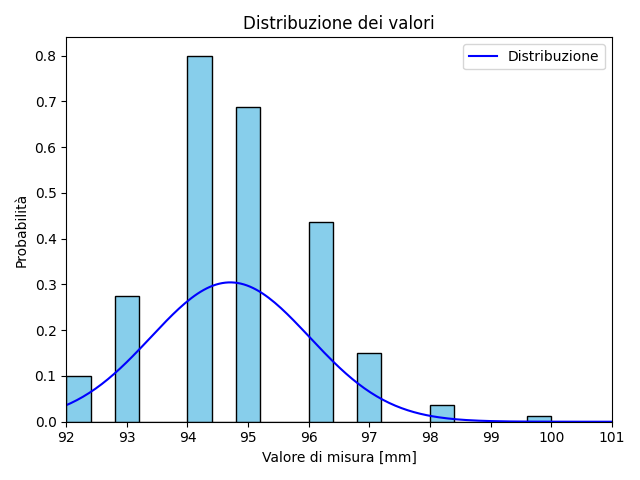 Distribuzione dei valori
Distribuzione
Probabilità
0.8
0.7
0.6
0.5
0.4
0.3
0.2
0.1
0.0
92 93 94 95 96 97 98 99 100 101
Valore di misura [mm]